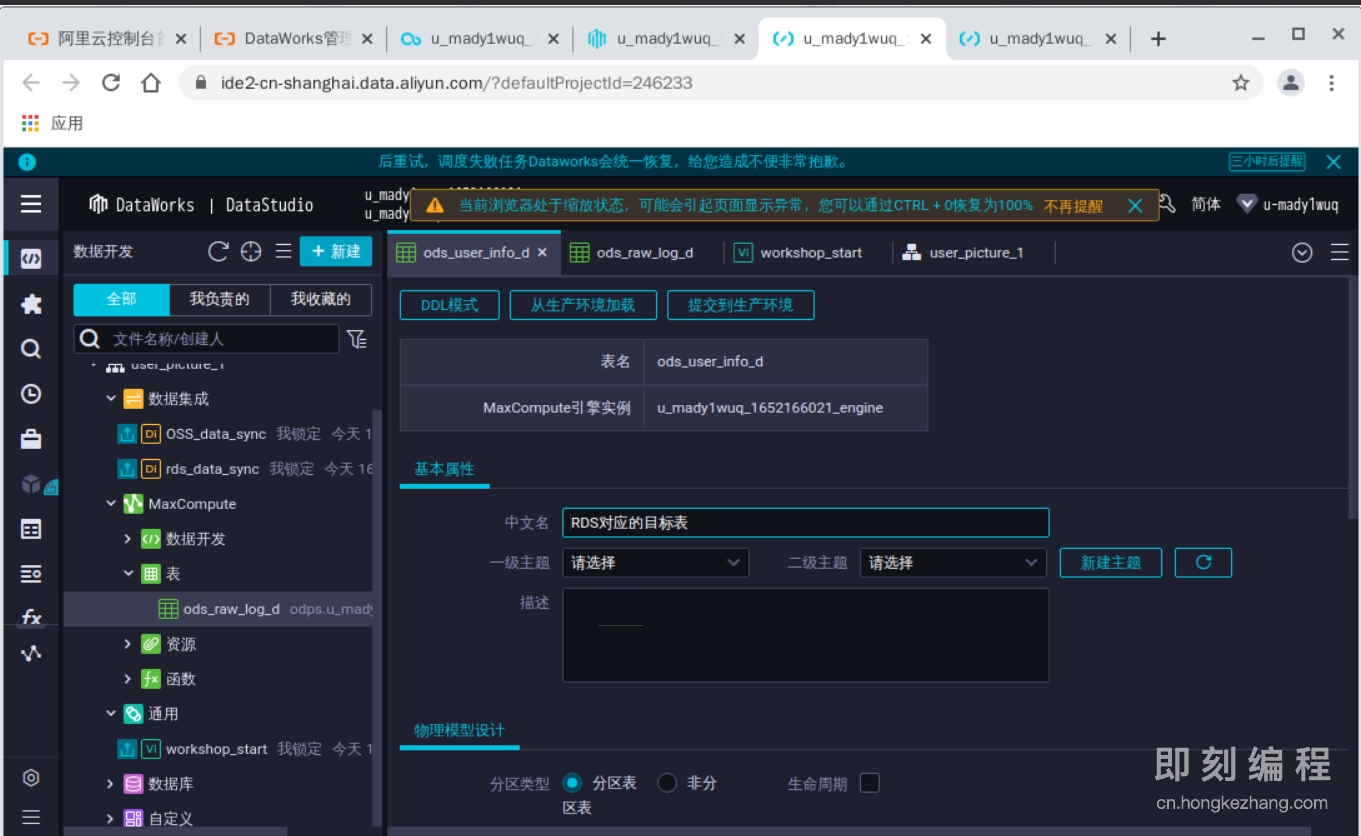 阿里云控制台首
DataWorks管理
u_mady1wuq_
u_mady1wuq_
u_mady1wuq_
u_mady1wuq_
ide2-cn-shanghai.data.aliyun.com/?defaultProjectId=246233
应用
后重试，调度失败任务Dataworks会统一恢复，给您造成不便非常抱歉。
三小时后提醒
DataWorks | DataStudio
u_mady
u_mady
当前浏览器处于缩放状态，可能会引起页面显示异常，您可以通过CTRL + 0恢复为100%
不再提醒
简体
u-mady1wuq
数据开发
+ 新建
ods_user_info_d
ods_raw_log_d
Vi workshop_start
user_picture_1
全部
我负责的
我收藏的
文件名称/创建人
user_picture_1
数据集成
Di OSS_data_sync 我锁定 今天 1
Di rds_data_sync 我锁定 今天 16
MaxCompute
数据开发
表
ods_raw_log_d odps.u_mady
资源
fx 函数
通用
Vi workshop_start 我锁定 今天 1
数据库
自定义
fx
DDL模式
从生产环境加载
提交到生产环境
表名 ods_user_info_d
MaxCompute引擎实例 u_mady1wuq_1652166021_engine
基本属性
中文名 RDS对应的目标表
一级主题 请选择
二级主题 请选择
新建主题
描述
物理模型设计
分区类型 分区表 非分
区表
生命周期
即刻编程
cn.hongkezhang.com